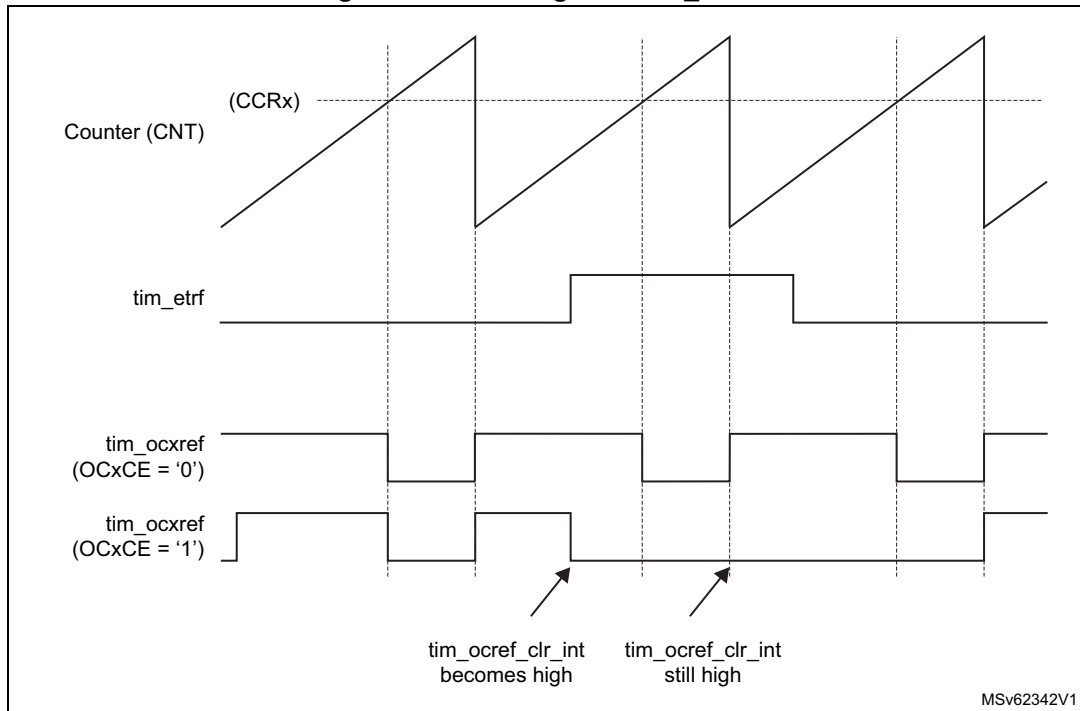 (CCRx)
Counter (CNT)
tim_etrf
tim_ocxref
(OCxCE = ‘0’)
tim_ocxref
(OCxCE = ‘1’)
tim_ocref_clr_int
becomes high
tim_ocref_clr_int
still high
MSv62342V1